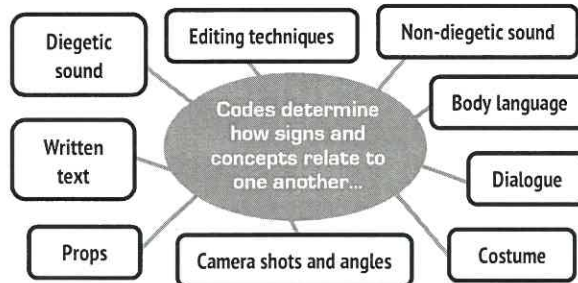 Diegetic
sound
Editing techniques
Non-diegetic sound
Codes determine
how signs and
concepts relate to
one another...
Body language
Written
text
Dialogue
Props
Camera shots and angles
Costume